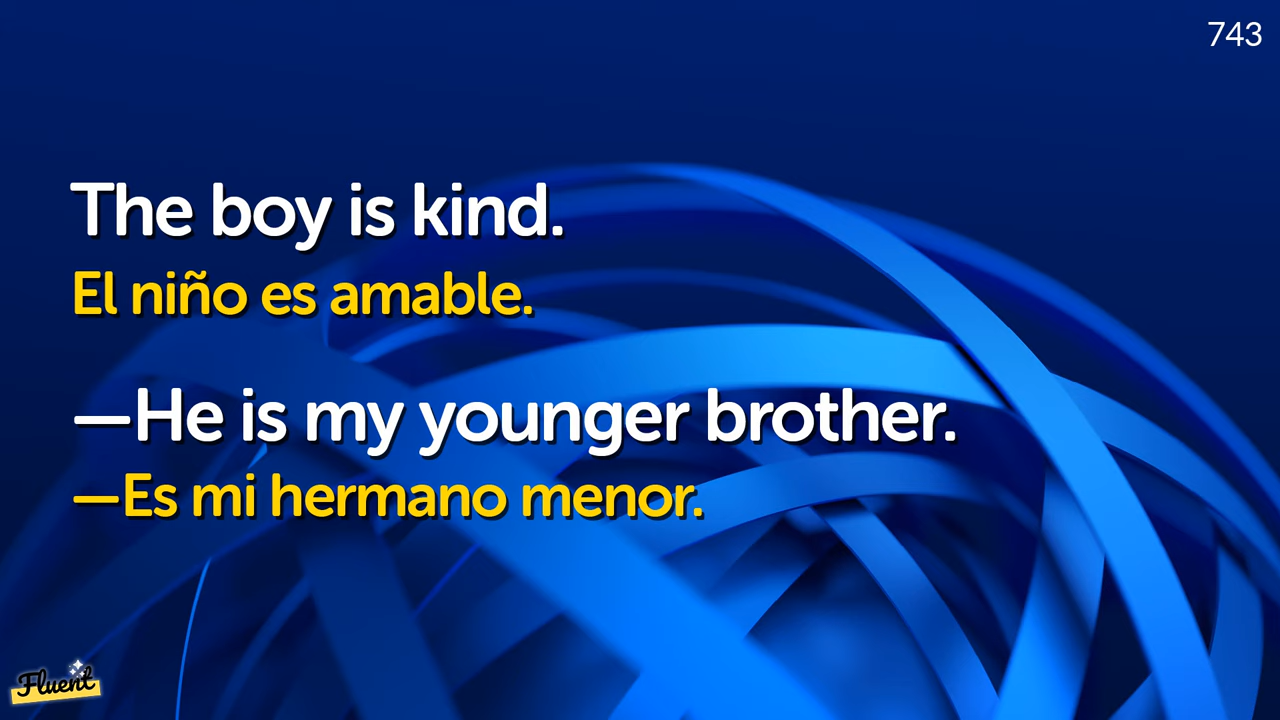 743
The boy is kind.
El niño es amable.
—He is my younger brother.
—Es mi hermano menor.
Fluent